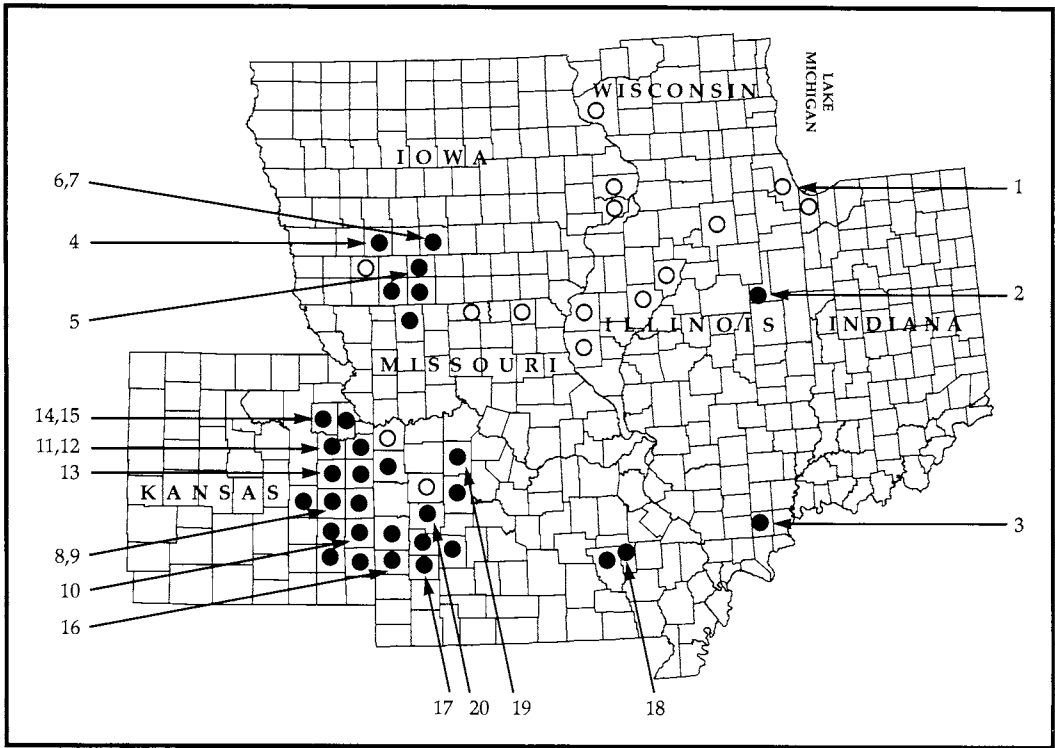 LAKE
MICHIGAN
WISCONSIN
IOWA
6,7
1
4
2
5
ILLINOIS
INDIANA
MISSOURI
14,15
11,12
13
KANSAS
3
8,9
10
16
17
20
19
18